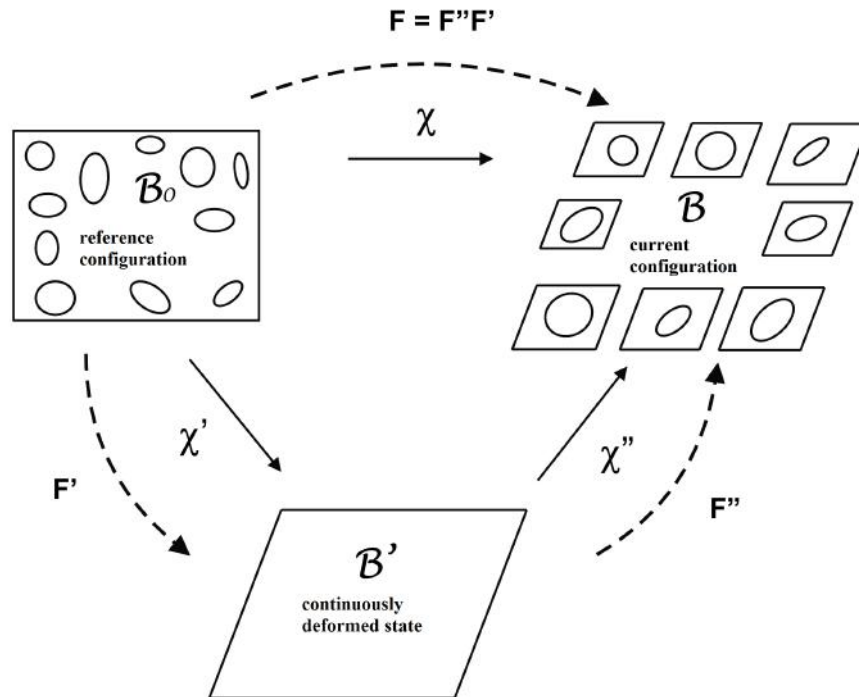 F = F”F’
χ
ℬ₀
reference
configuration
ℬ
current
configuration
χ’
χ”
F’
F”
ℬ’
continuously
deformed state